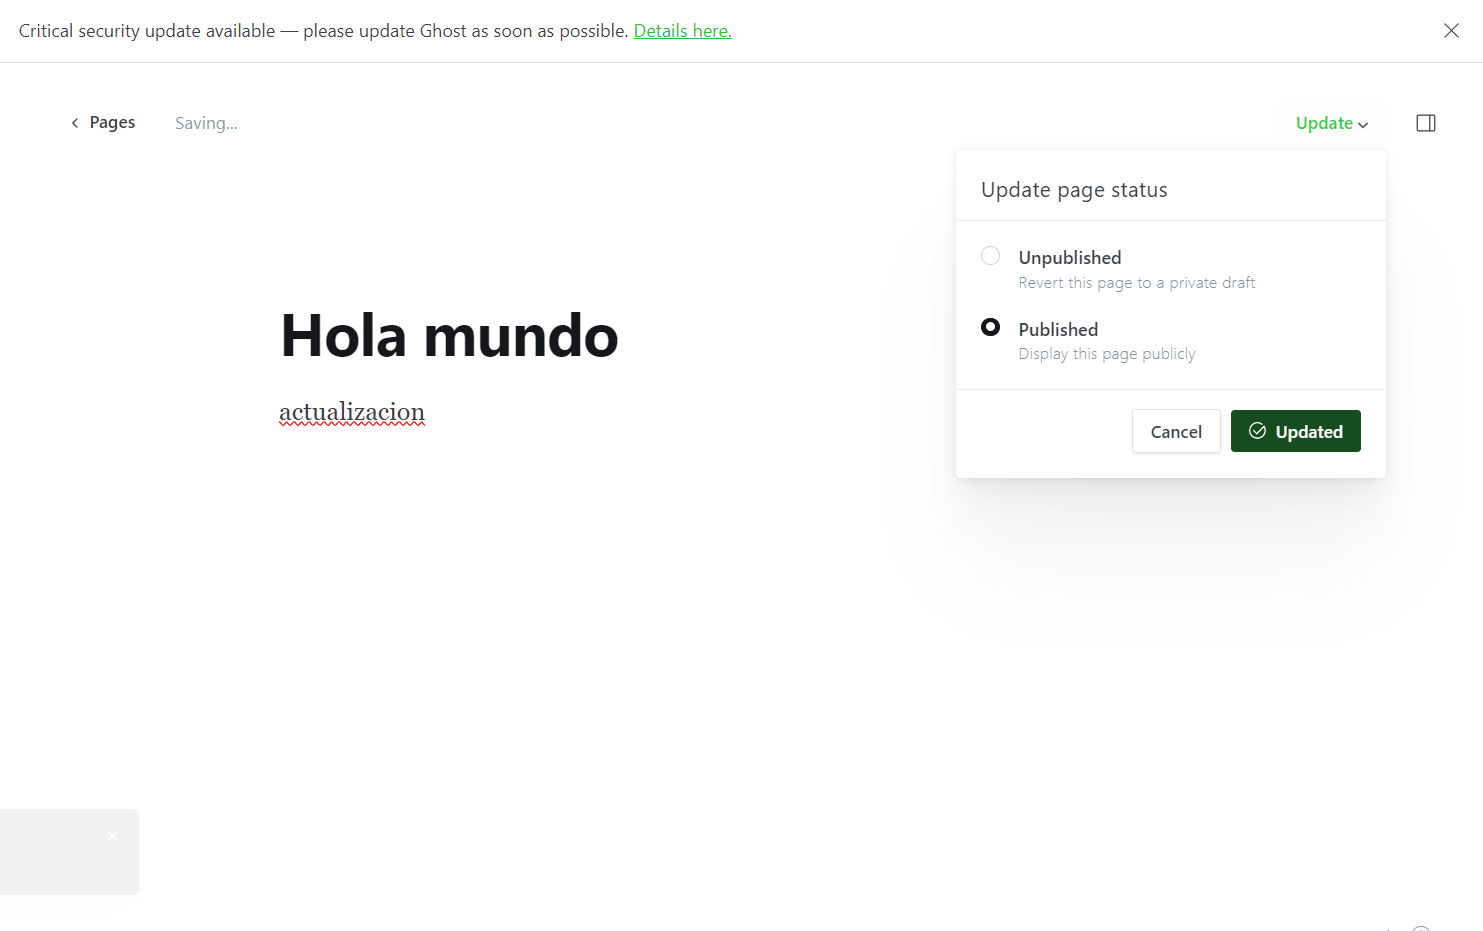 Critical security update available — please update Ghost as soon as possible. Details here.
Pages
Saving...
Update
Update page status
Unpublished
Revert this page to a private draft
Published
Display this page publicly
Hola mundo
actualizacion
Cancel
Updated